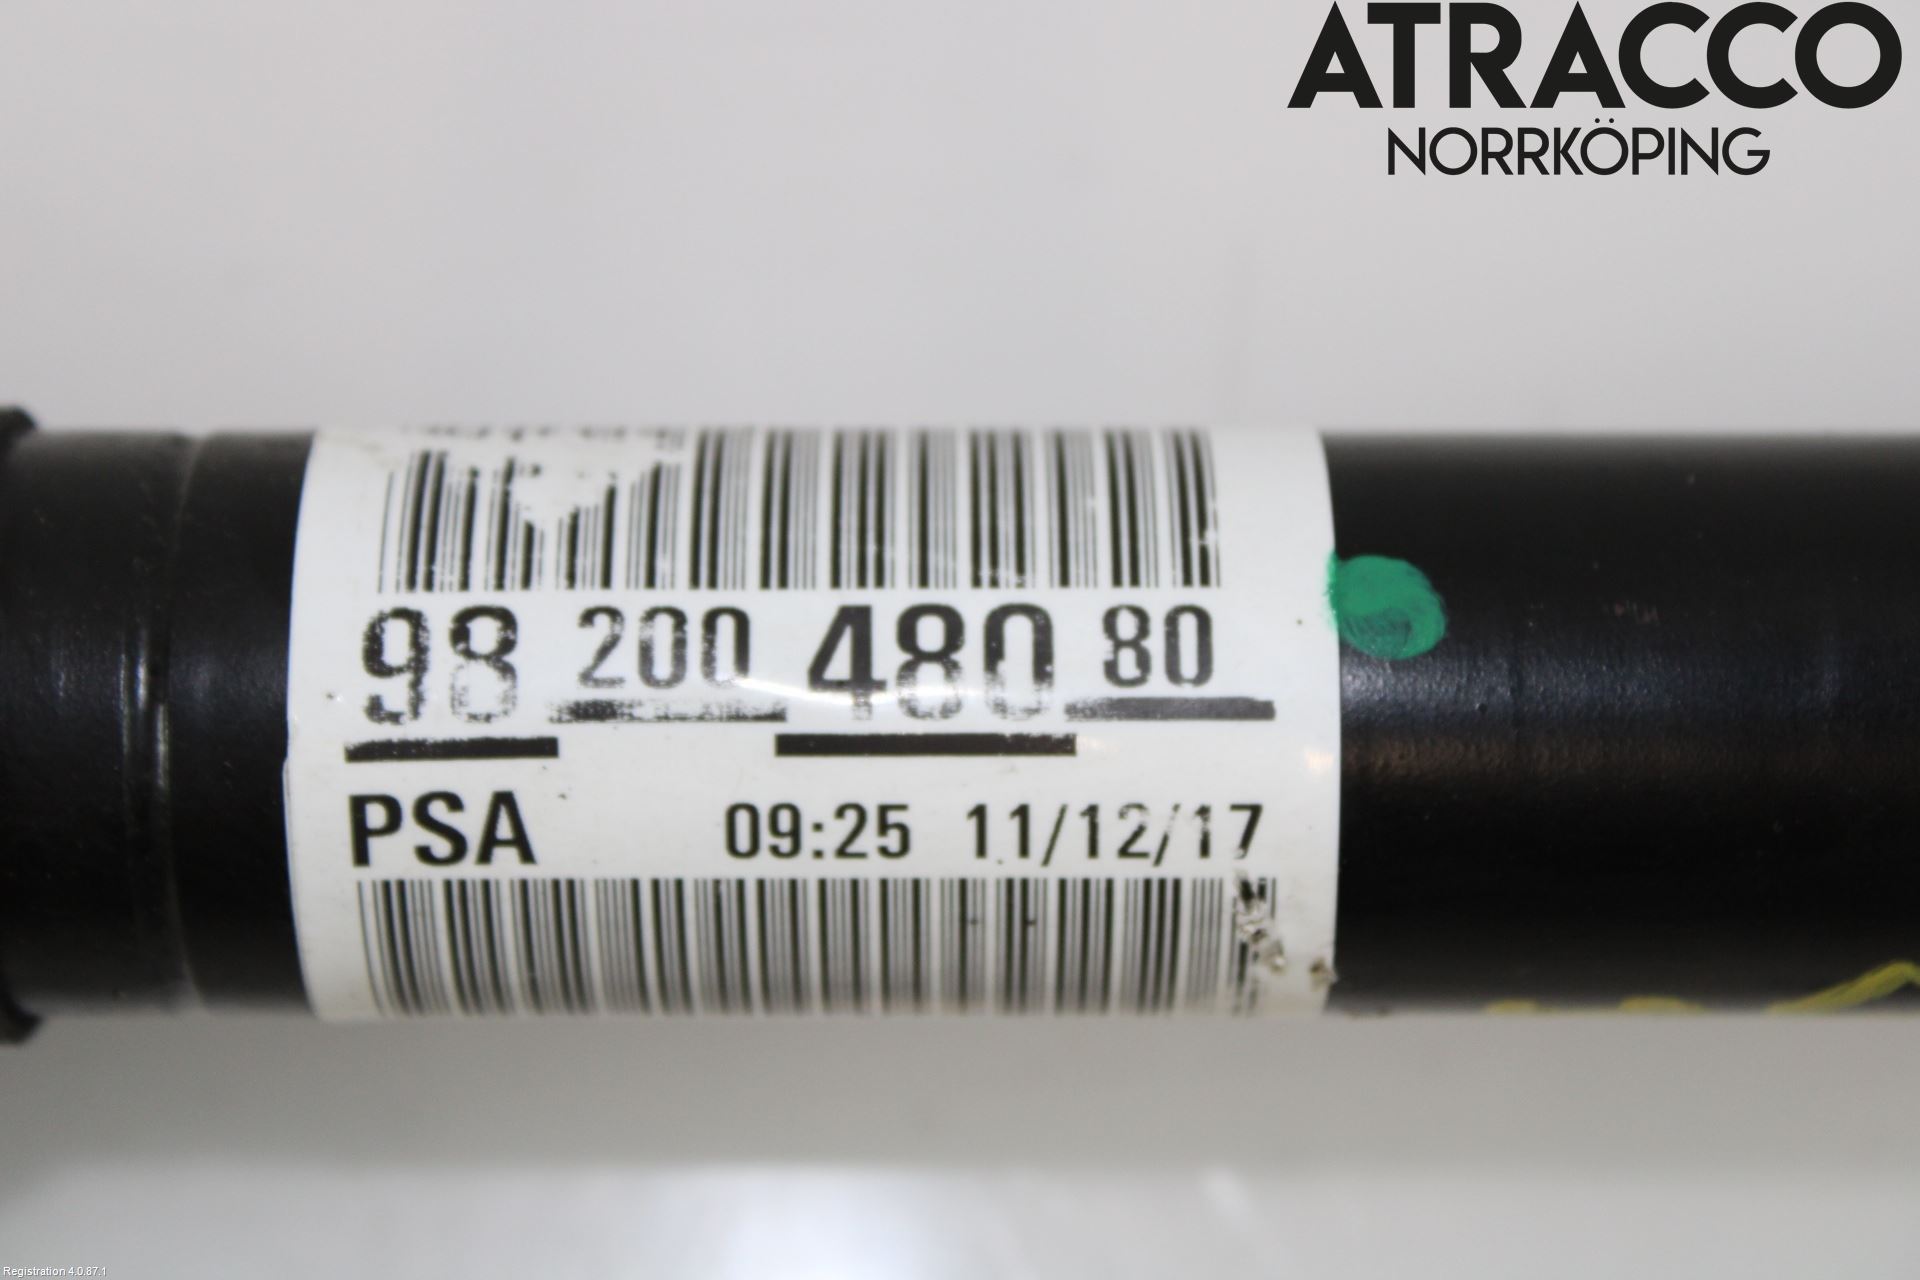 ATRACCO
NORRKÖPING
98 200 480 80
PSA 09:25 11/12/17
Registration 4.0.87.1